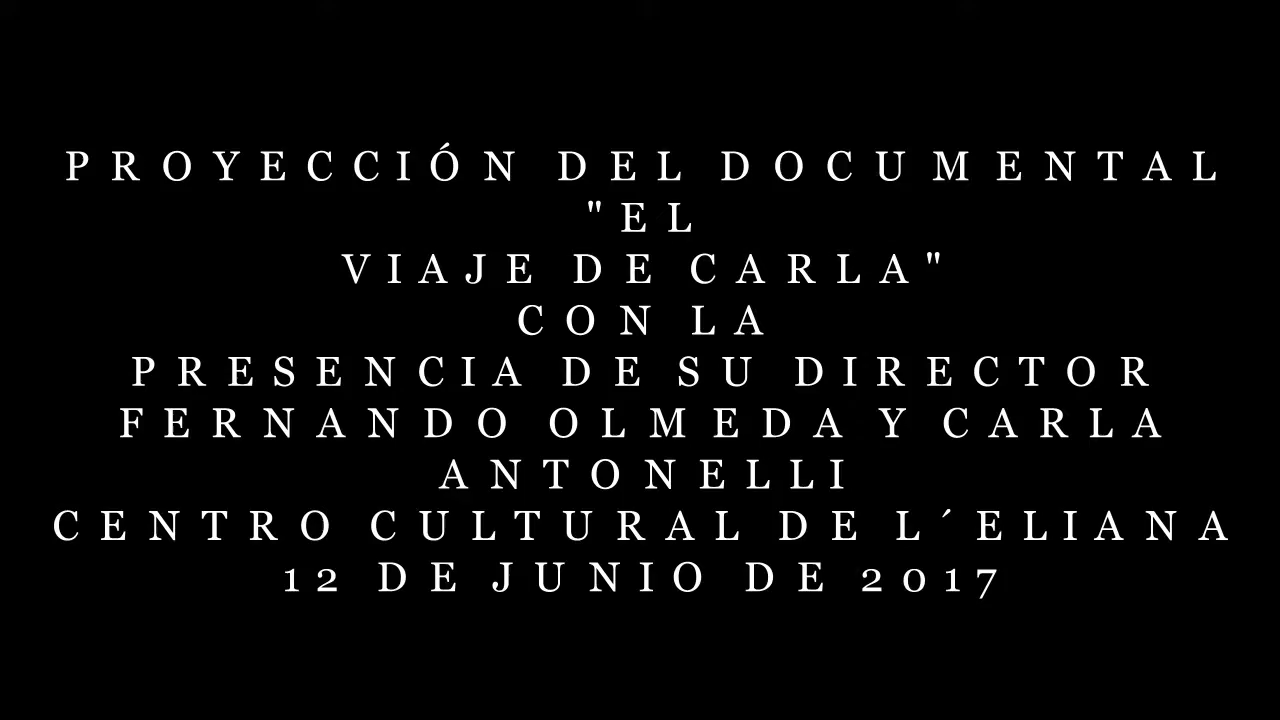 PROYECCIÓN DEL DOCUMENTAL
"EL
VIAJE DE CARLA"
CON LA
PRESENCIA DE SU DIRECTOR
FERNANDO OLMEDA Y CARLA
ANTONELLI
CENTRO CULTURAL DE L´ELIANA
12 DE JUNIO DE 2017